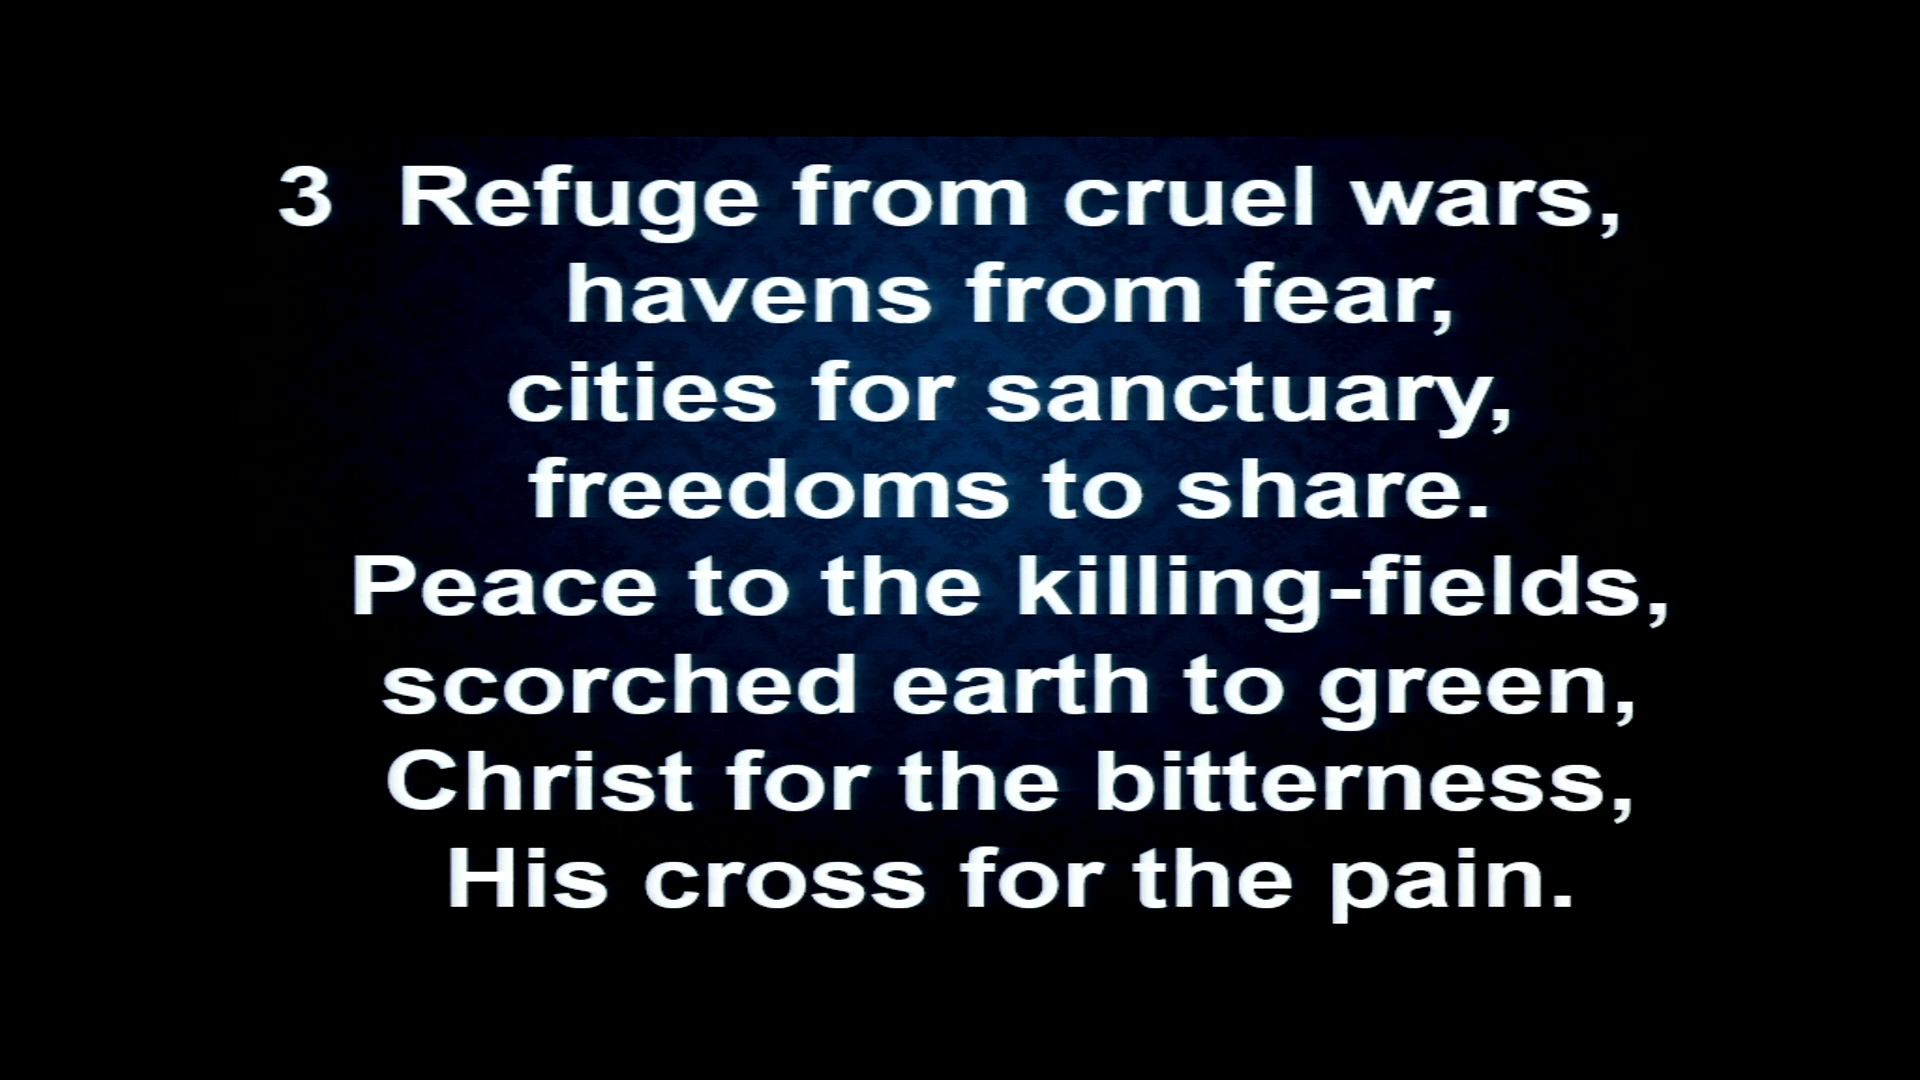 3 Refuge from cruel wars,
havens from fear,
cities for sanctuary,
freedoms to share.
Peace to the killing-fields,
scorched earth to green,
Christ for the bitterness,
His cross for the pain.